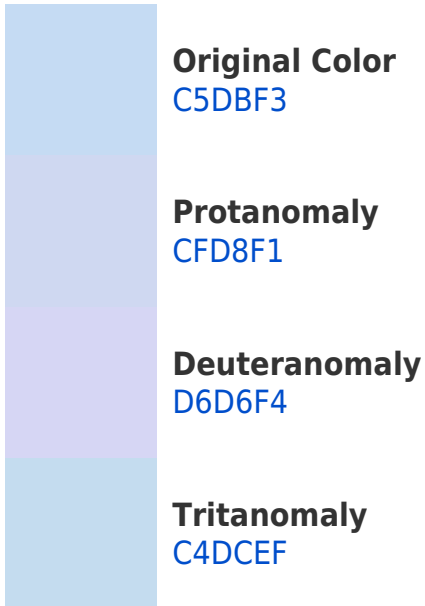 Original Color
C5DBF3
Protanomaly
CFD8F1
Deuteranomaly
D6D6F4
Tritanomaly
C4DCEF